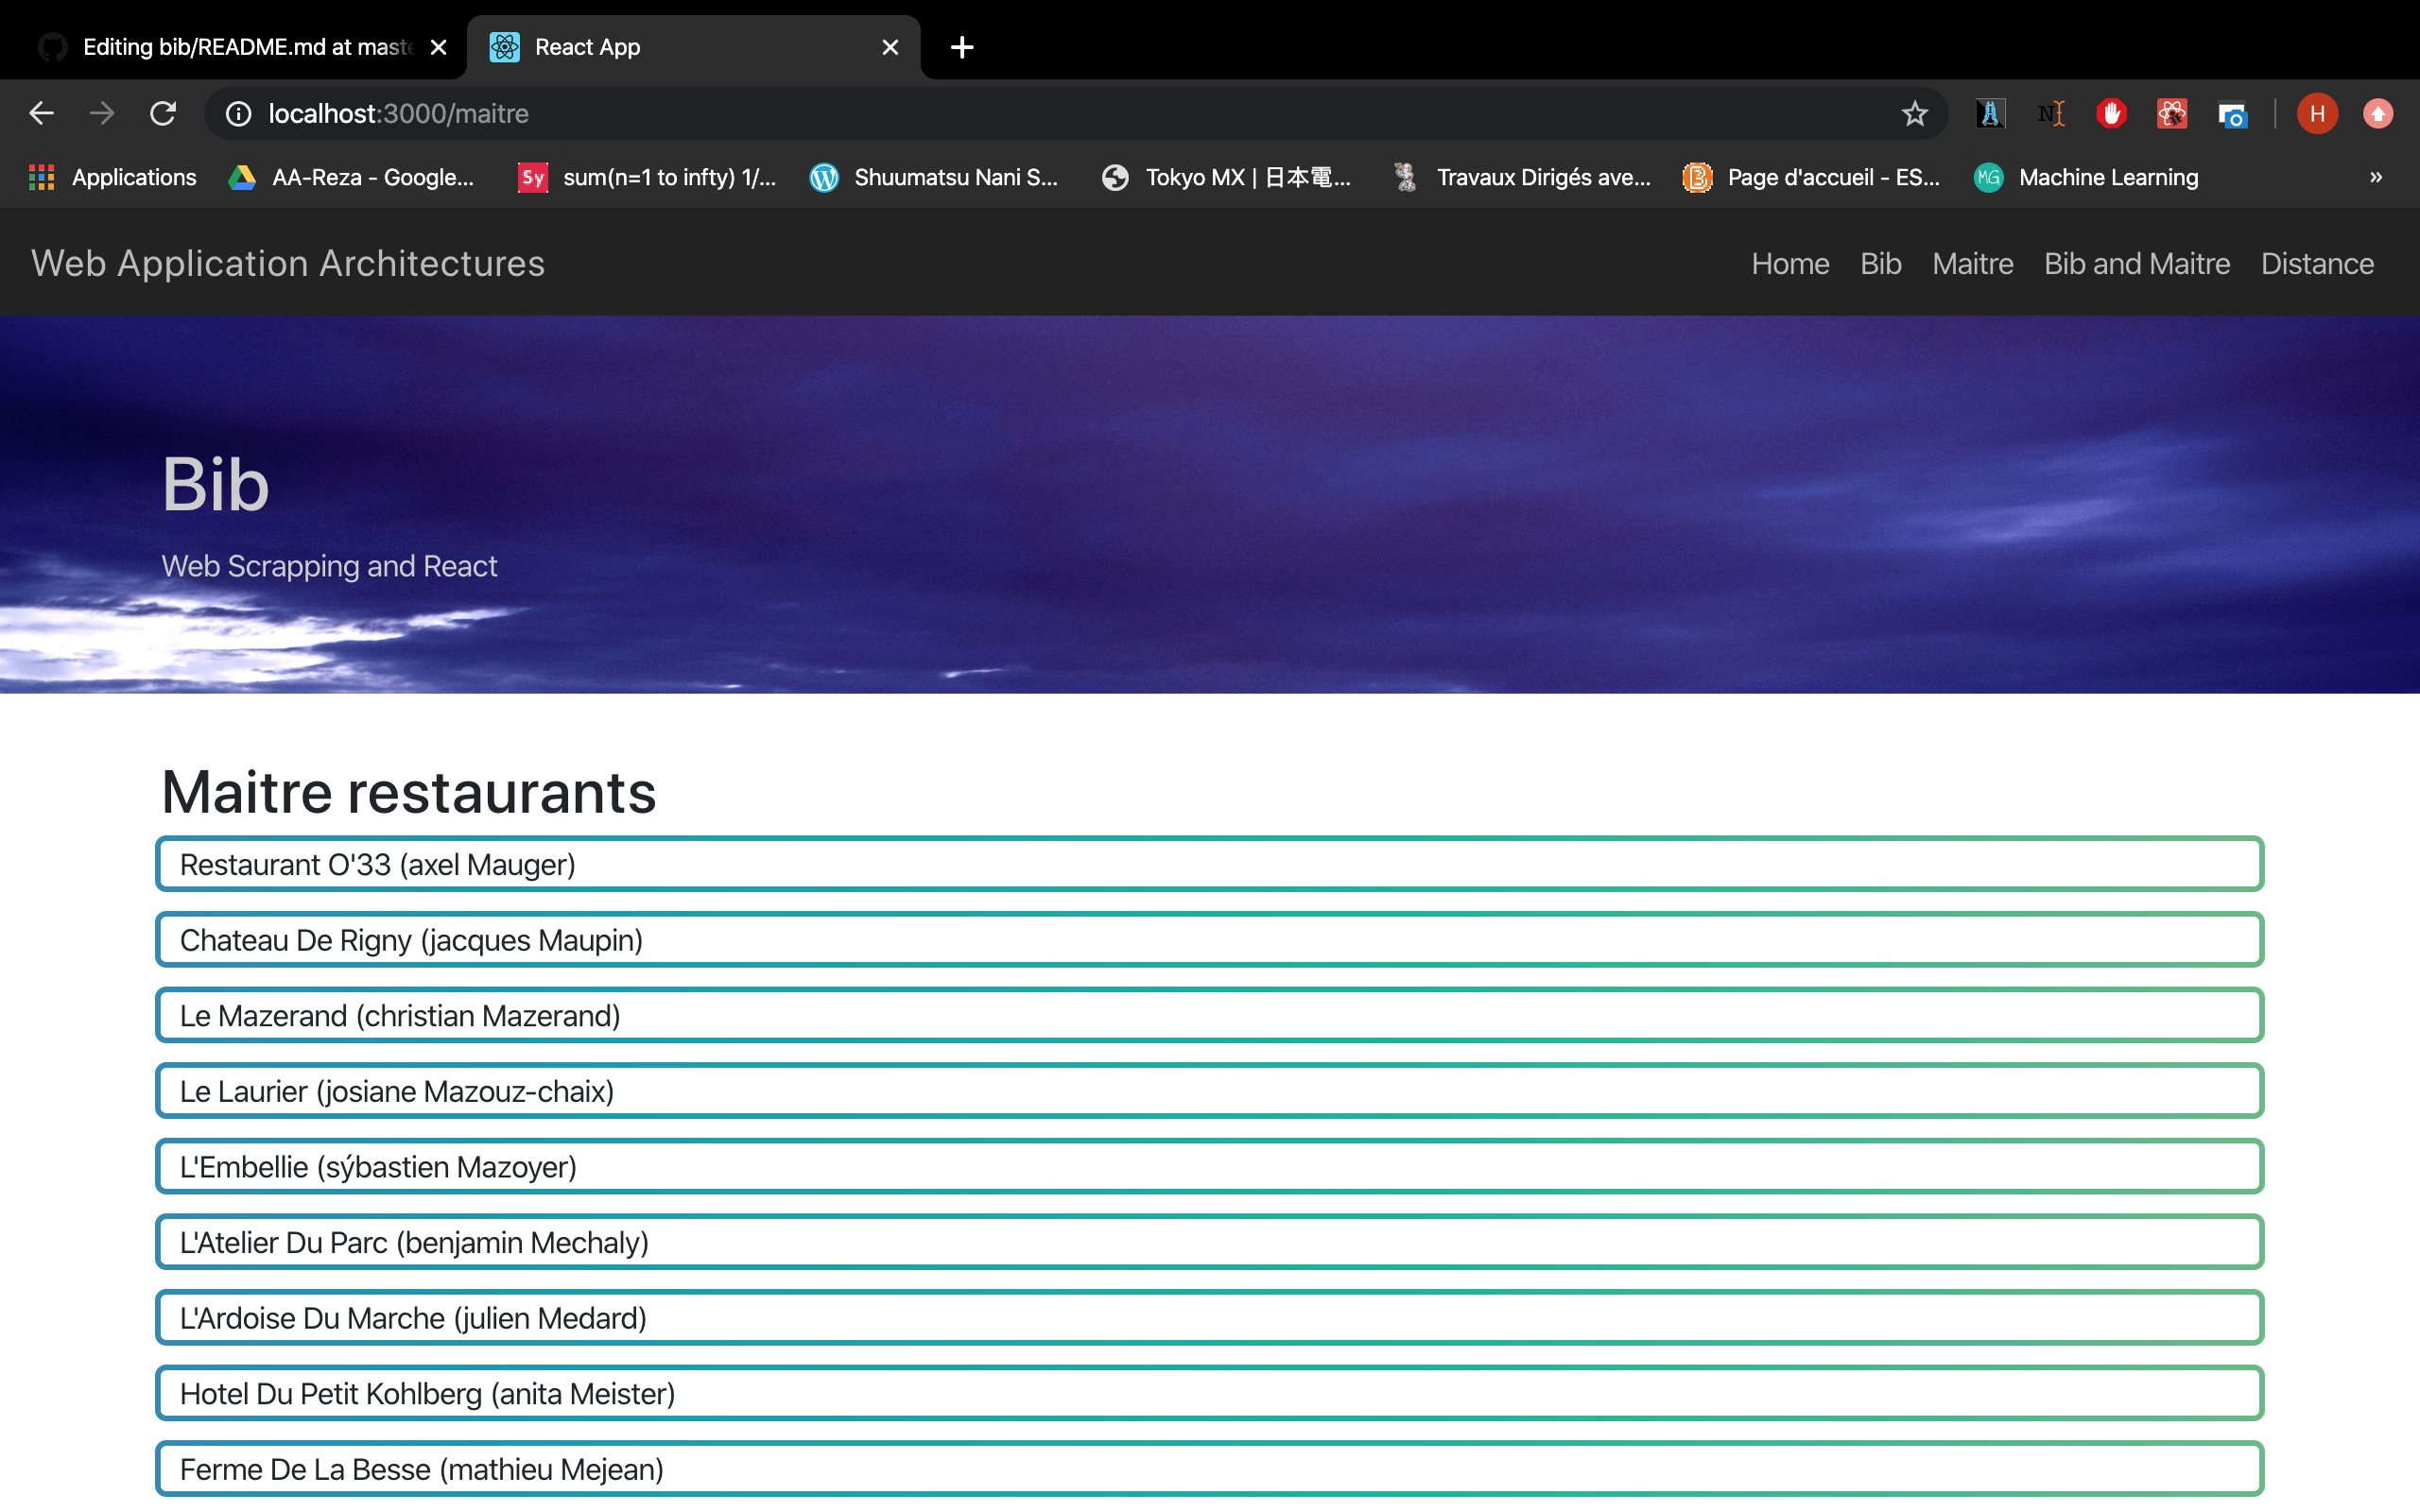 Editing bib/README.md at maste
React App
localhost:3000/maitre
H
Applications
AA-Reza - Google...
Sy sum(n=1 to infty) 1/...
Shuumatsu Nani S...
Tokyo MX | 日本電...
Travaux Dirigés ave...
Page d'accueil - ES...
MG Machine Learning
»
Web Application Architectures
Home Bib Maitre Bib and Maitre Distance
Bib
Web Scrapping and React
Maitre restaurants
Restaurant O'33 (axel Mauger)
Chateau De Rigny (jacques Maupin)
Le Mazerand (christian Mazerand)
Le Laurier (josiane Mazouz-chaix)
L'Embellie (sýbastien Mazoyer)
L'Atelier Du Parc (benjamin Mechaly)
L'Ardoise Du Marche (julien Medard)
Hotel Du Petit Kohlberg (anita Meister)
Ferme De La Besse (mathieu Mejean)